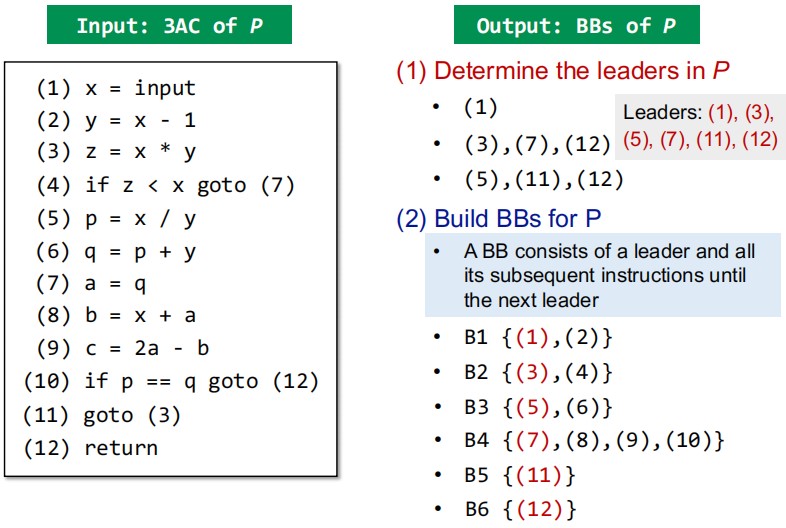 Input: 3AC of P
(1) x = input
(2) y = x - 1
(3) z = x * y
(4) if z < x goto (7)
(5) p = x / y
(6) q = p + y
(7) a = q
(8) b = x + a
(9) c = 2a - b
(10) if p == q goto (12)
(11) goto (3)
(12) return
Output: BBs of P
(1) Determine the leaders in P
• (1)
• (3),(7),(12)
• (5),(11),(12)
Leaders: (1), (3),
(5), (7), (11), (12)
(2) Build BBs for P
• A BB consists of a leader and all
its subsequent instructions until
the next leader
• B1 {(1),(2)}
• B2 {(3),(4)}
• B3 {(5),(6)}
• B4 {(7),(8),(9),(10)}
• B5 {(11)}
• B6 {(12)}